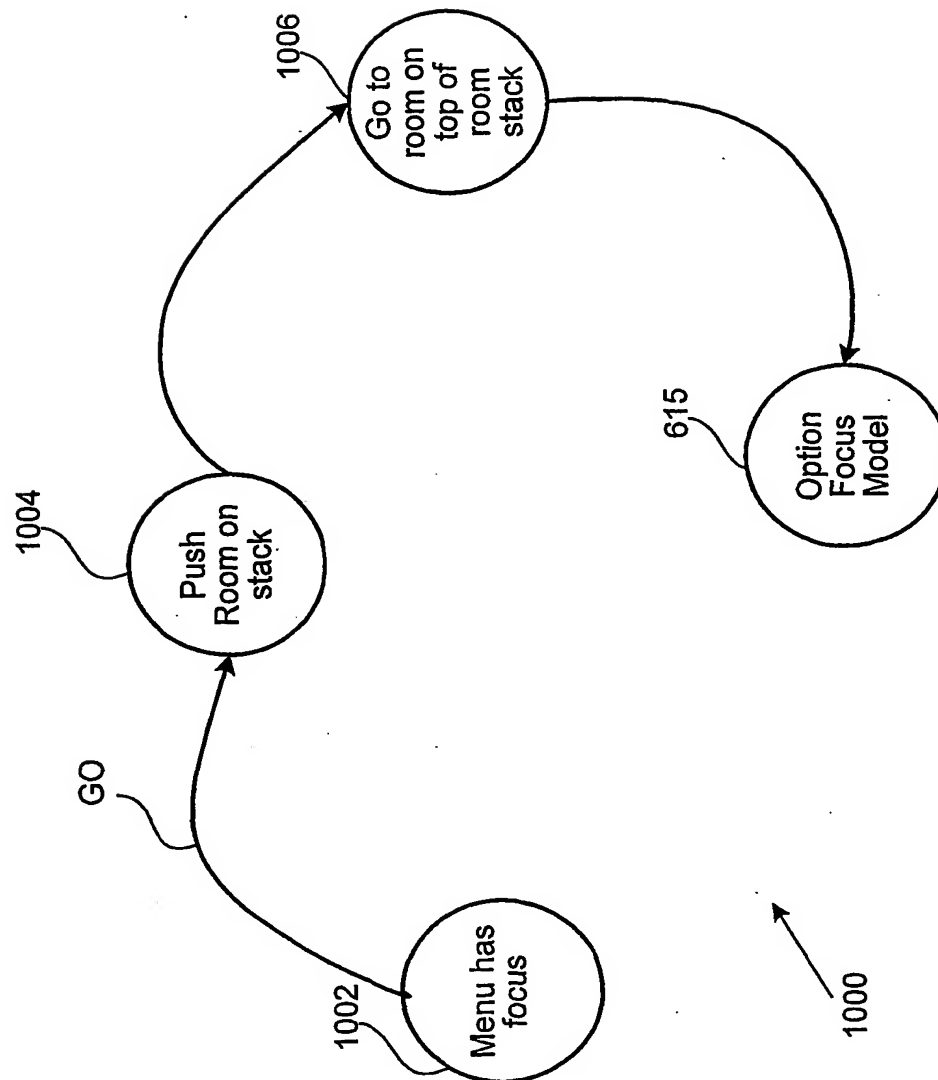 1002
Menu has
focus
GO
1004
Push
Room on
stack
1006
Go to
room on
top of
room
stack
615
Option
Focus
Model
1000